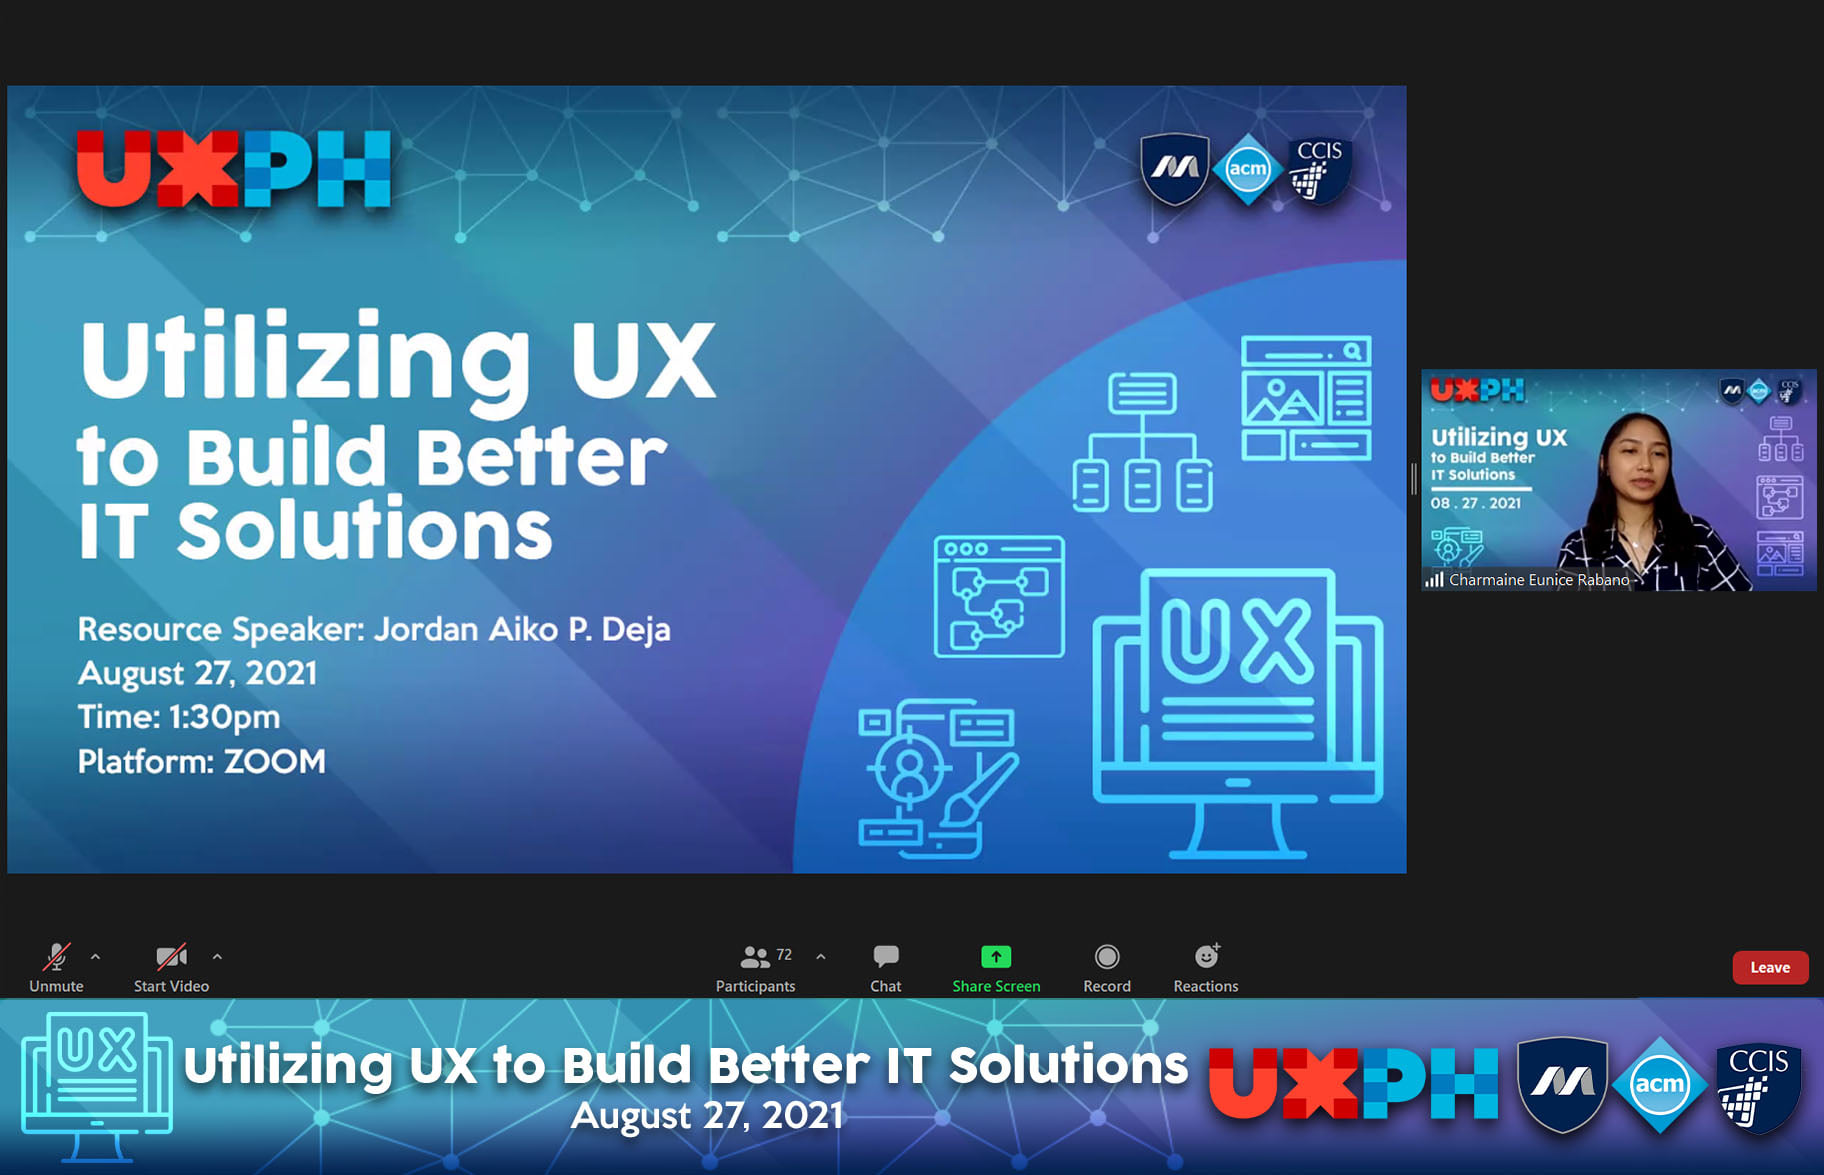 UXPH
M
acm
CCIS
Utilizing UX
to Build Better
IT Solutions
Resource Speaker: Jordan Aiko P. Deja
August 27, 2021
Time: 1:30pm
Platform: ZOOM
UX
UXPH
M
acm
CCIS
Utilizing UX
to Build Better
IT Solutions
08 . 27 . 2021
Charmaine Eunice Rabano
Unmute
Start Video
72
Participants
Chat
Share Screen
Record
Reactions
Leave
UX
Utilizing UX to Build Better IT Solutions
August 27, 2021
UXPH
M
acm
CCIS